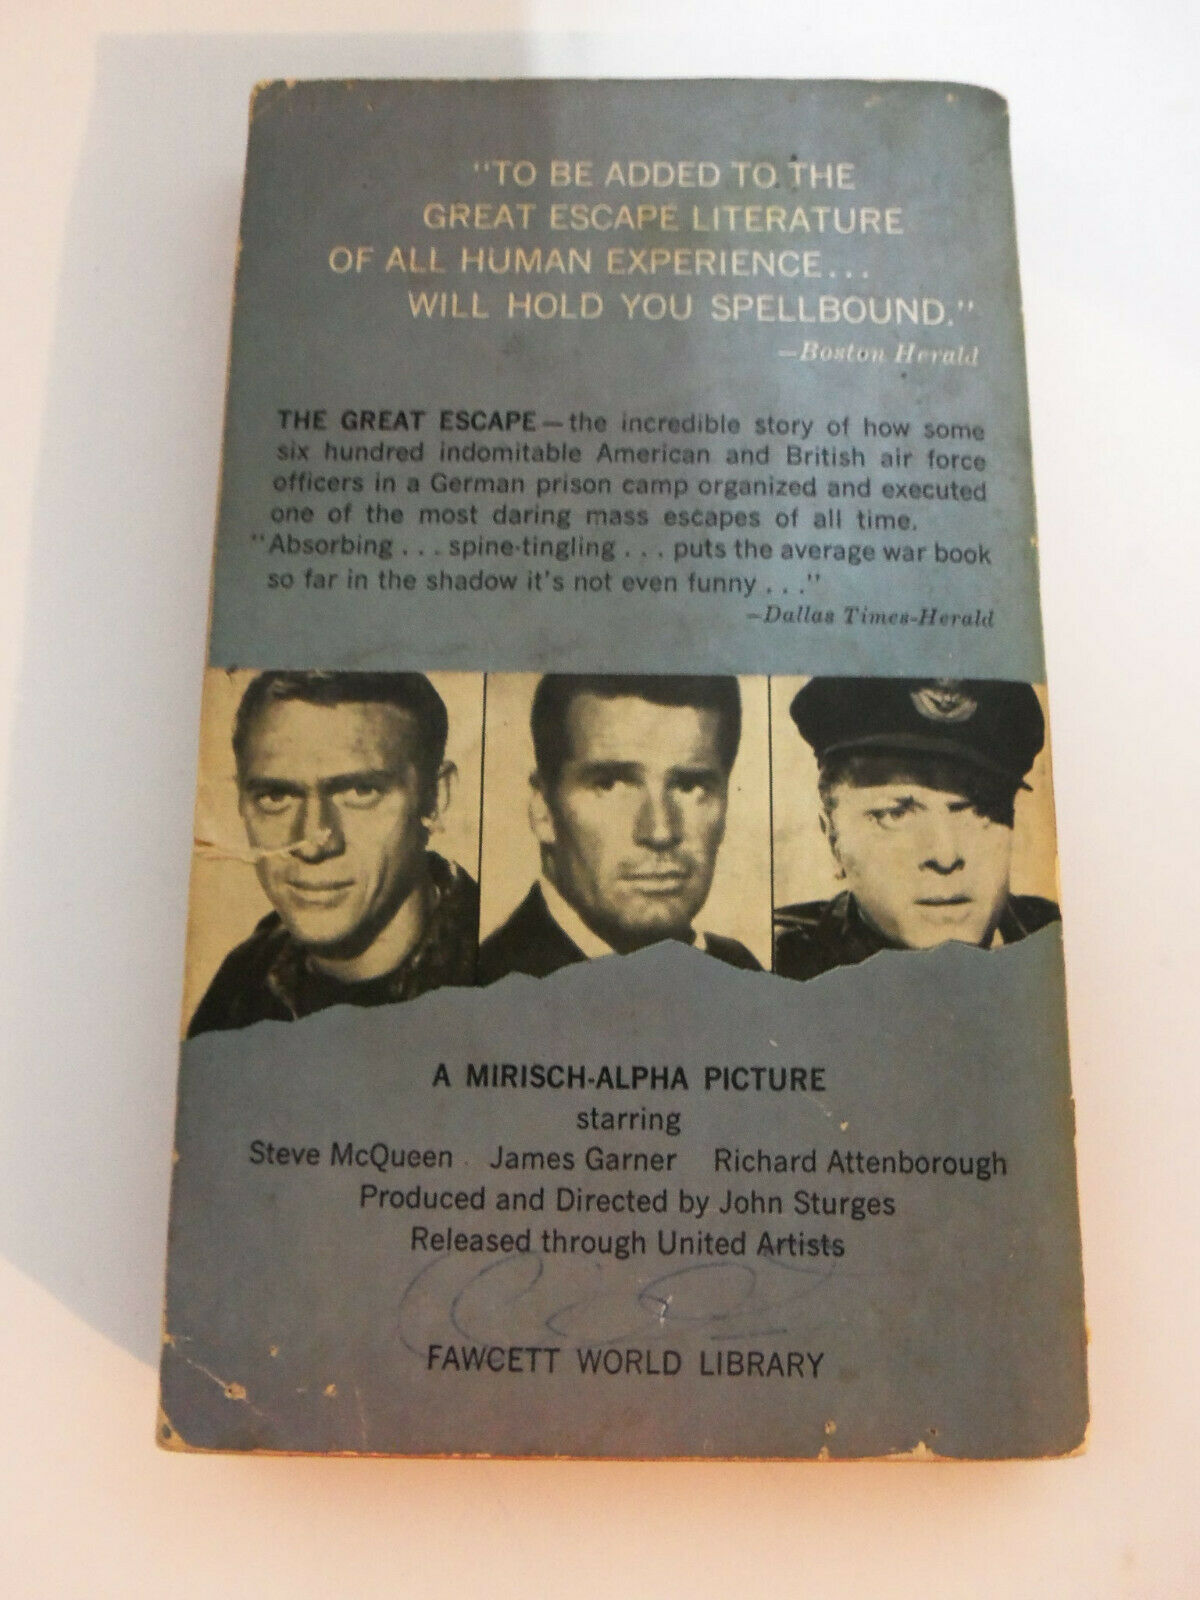 "TO BE ADDED TO THE
GREAT ESCAPE LITERATURE
OF ALL HUMAN EXPERIENCE...
WILL HOLD YOU SPELLBOUND."
—Boston Herald
THE GREAT ESCAPE—the incredible story of how some
six hundred indomitable American and British air force
officers in a German prison camp organized and executed
one of the most daring mass escapes of all time.
"Absorbing . . . spine-tingling . . . puts the average war book
so far in the shadow it's not even funny . . ."
—Dallas Times-Herald
A MIRISCH-ALPHA PICTURE
starring
Steve McQueen James Garner Richard Attenborough
Produced and Directed by John Sturges
Released through United Artists
FAWCETT WORLD LIBRARY